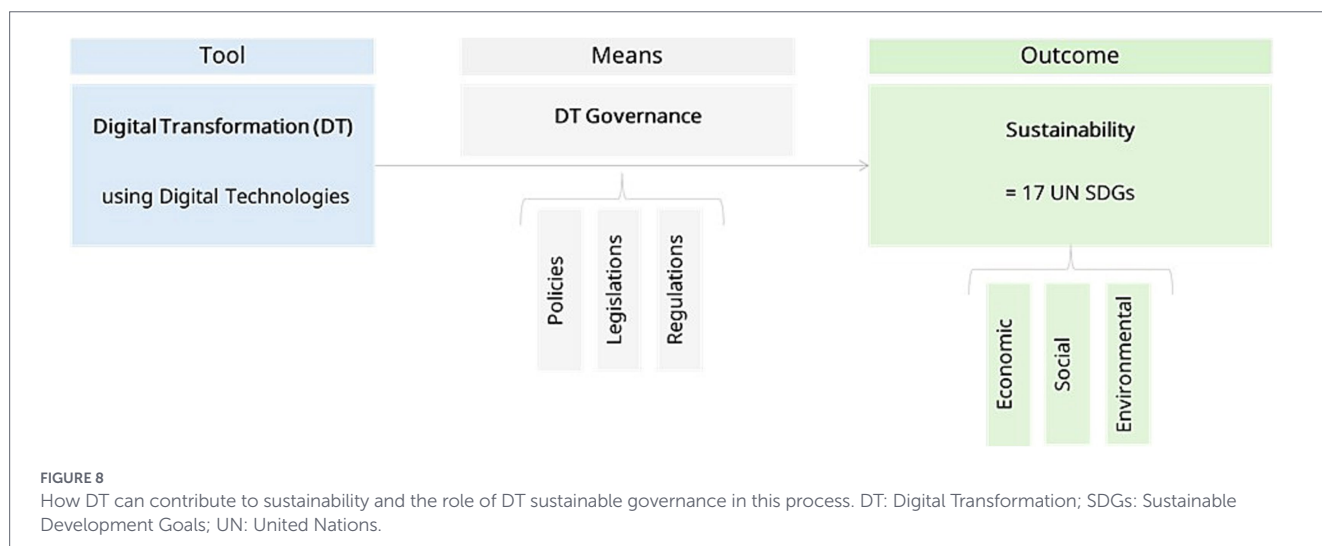 Tool
Means
Outcome
Digital Transformation (DT)
using Digital Technologies
DT Governance
Sustainability
= 17 UN SDGs
Policies
Legislations
Regulations
Economic
Social
Environmental
FIGURE 8
How DT can contribute to sustainability and the role of DT sustainable governance in this process. DT: Digital Transformation; SDGs: Sustainable
Development Goals; UN: United Nations.